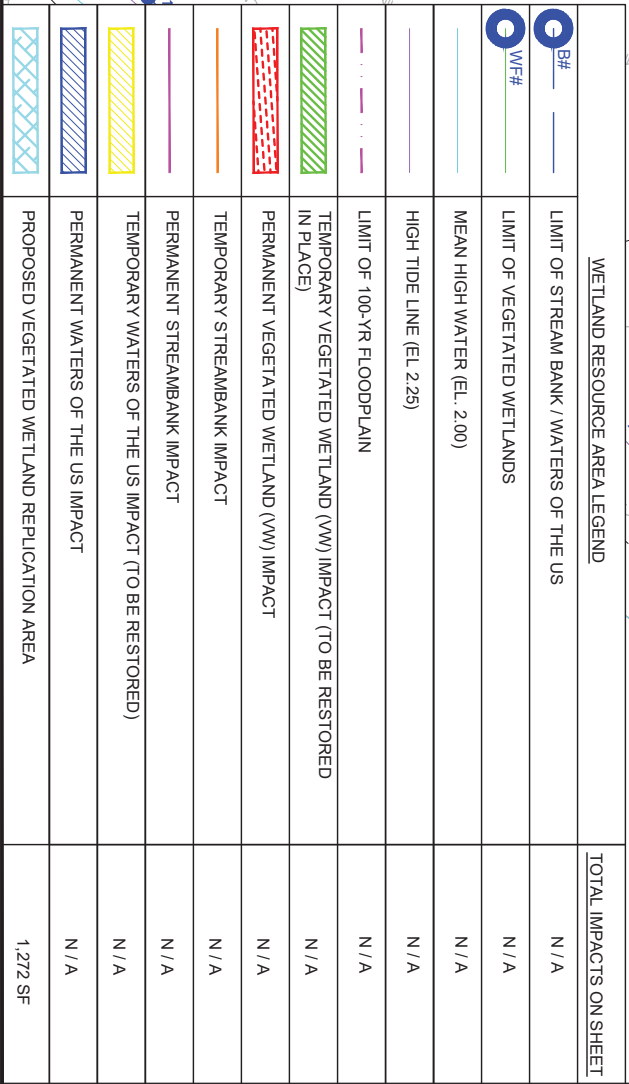 WETLAND RESOURCE AREA LEGEND
TOTAL IMPACTS ON SHEET
B#
LIMIT OF STREAM BANK / WATERS OF THE US
N / A
WF#
LIMIT OF VEGETATED WETLANDS
N / A
MEAN HIGH WATER (EL. 2.00)
N / A
HIGH TIDE LINE (EL 2.25)
N / A
LIMIT OF 100-YR FLOODPLAIN
N / A
TEMPORARY VEGETATED WETLAND (VW) IMPACT (TO BE RESTORED
IN PLACE)
N / A
PERMANENT VEGETATED WETLAND (VW) IMPACT
N / A
TEMPORARY STREAMBANK IMPACT
N / A
PERMANENT STREAMBANK IMPACT
N / A
TEMPORARY WATERS OF THE US IMPACT (TO BE RESTORED)
N / A
PERMANENT WATERS OF THE US IMPACT
N / A
PROPOSED VEGETATED WETLAND REPLICATION AREA
1,272 SF